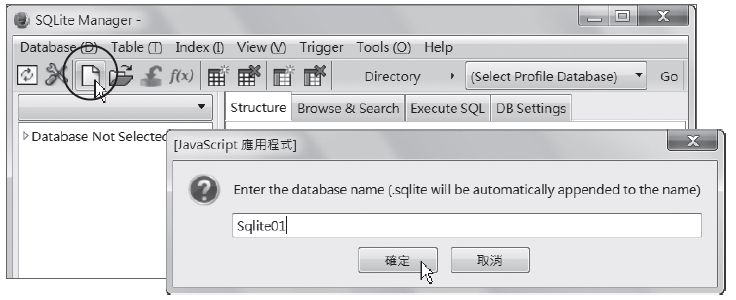 SQLite Manager -
Database (D) Table (T) Index (I) View (V) Trigger Tools (O) Help
f(x) Directory (Select Profile Database) Go
Structure Browse & Search Execute SQL DB Settings
Database Not Selected
[JavaScript 應用程式]
Enter the database name (.sqlite will be automatically appended to the name)
Sqlite01
確定 取消